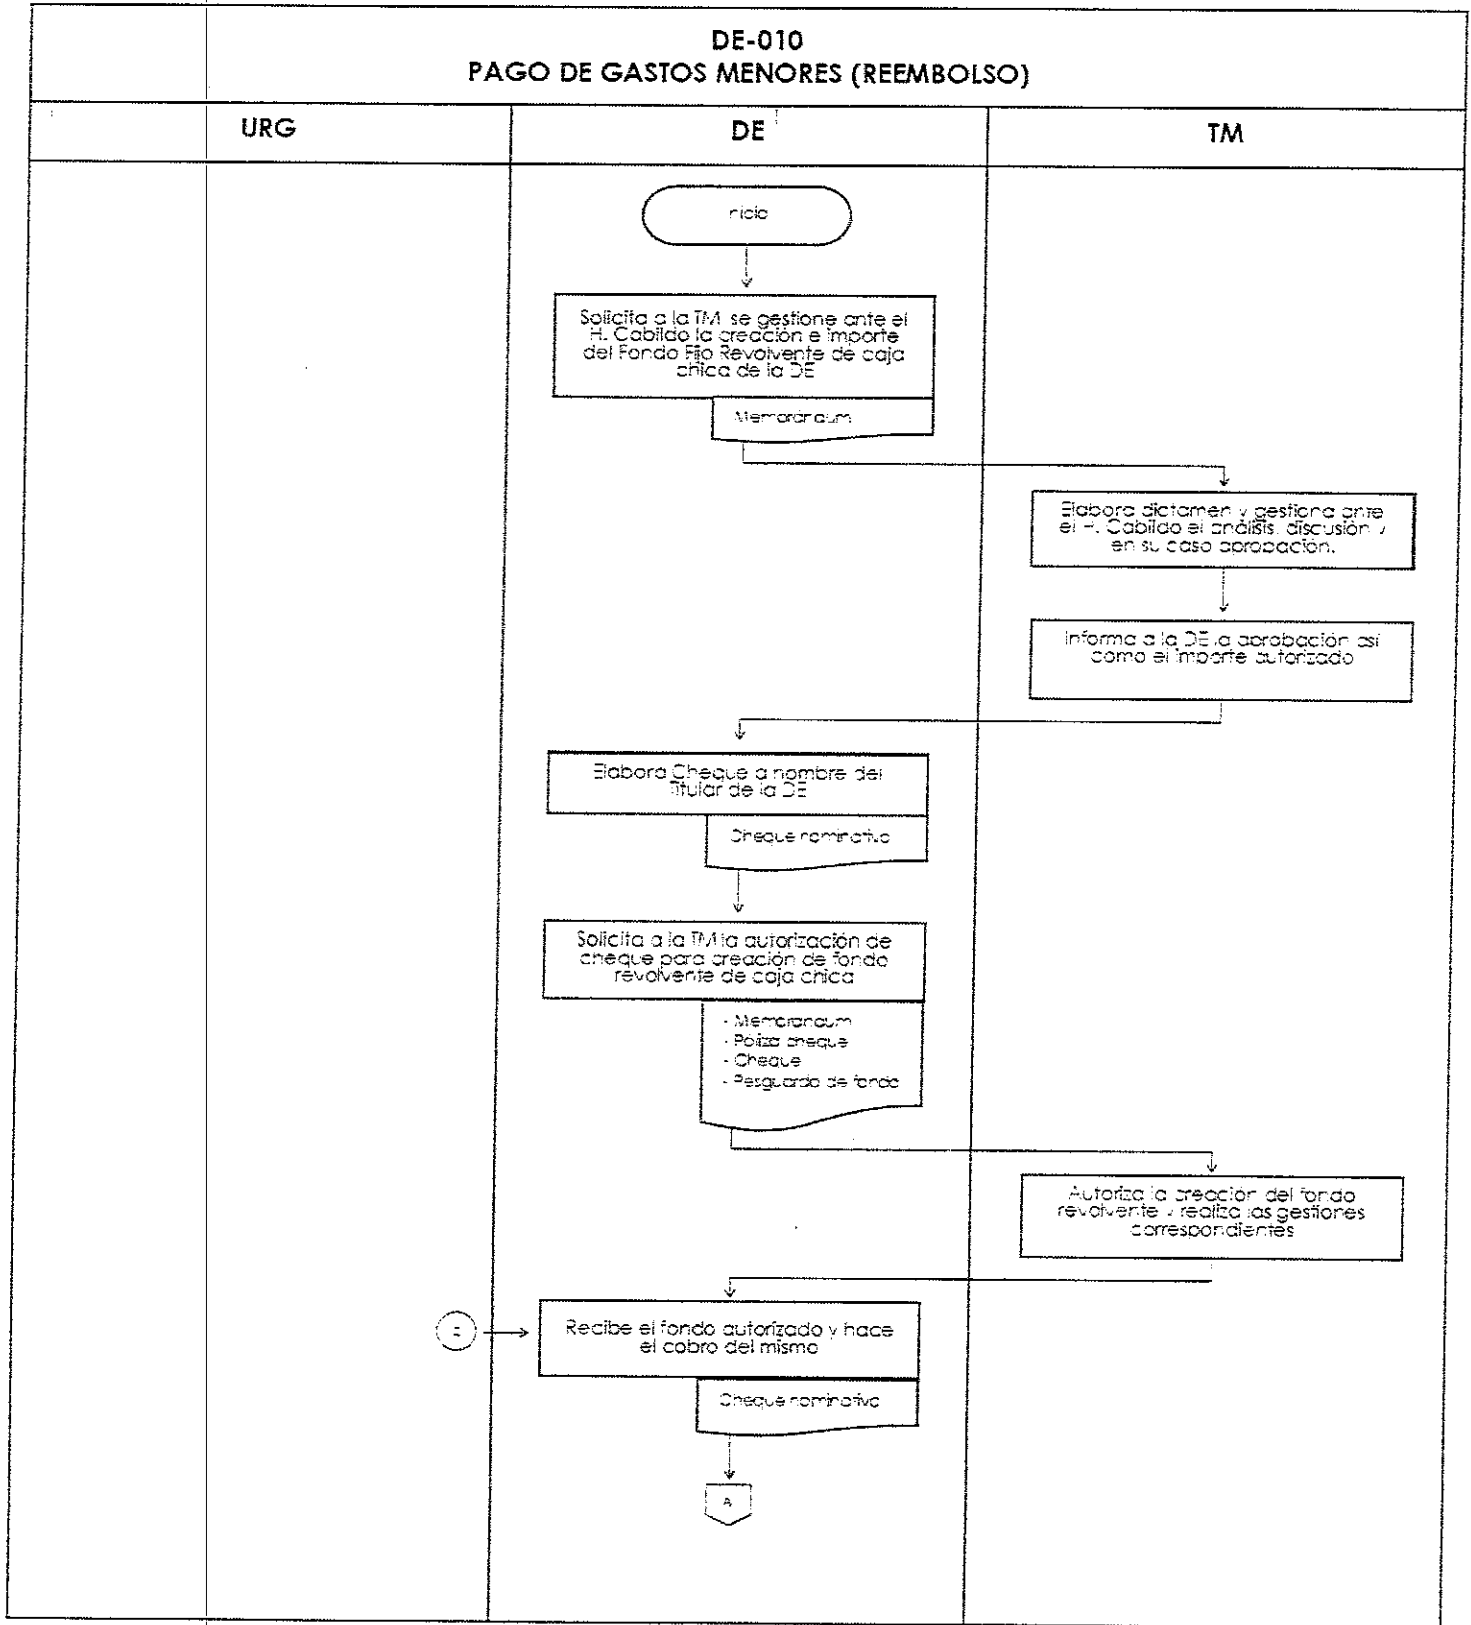 DE-010
PAGO DE GASTOS MENORES (REEMBOLSO)
URG
DE
TM
Inicio
Solicita a la TM se gestione ante el
H. Cabildo la creación e importe
del Fondo Fijo Revolvente de caja
chica de la DE
Memorándum
Elabora dictamen y gestiona ante
el H. Cabildo el análisis, discusión y
en su caso aprobación.
Informa a la DE la aprobación así
como el importe autorizado
Elabora Cheque a nombre del
Titular de la DE
Cheque nominativo
Solicita a la TM la autorización de
cheque para creación de fondo
revolvente de caja chica
- Memorándum
- Poliza cheque
- Cheque
- Resguardo de fondo
Autoriza la creación del fondo
revolvente y realiza las gestiones
correspondientes
Recibe el fondo autorizado y hace
el cobro del mismo
Cheque nominativo
A